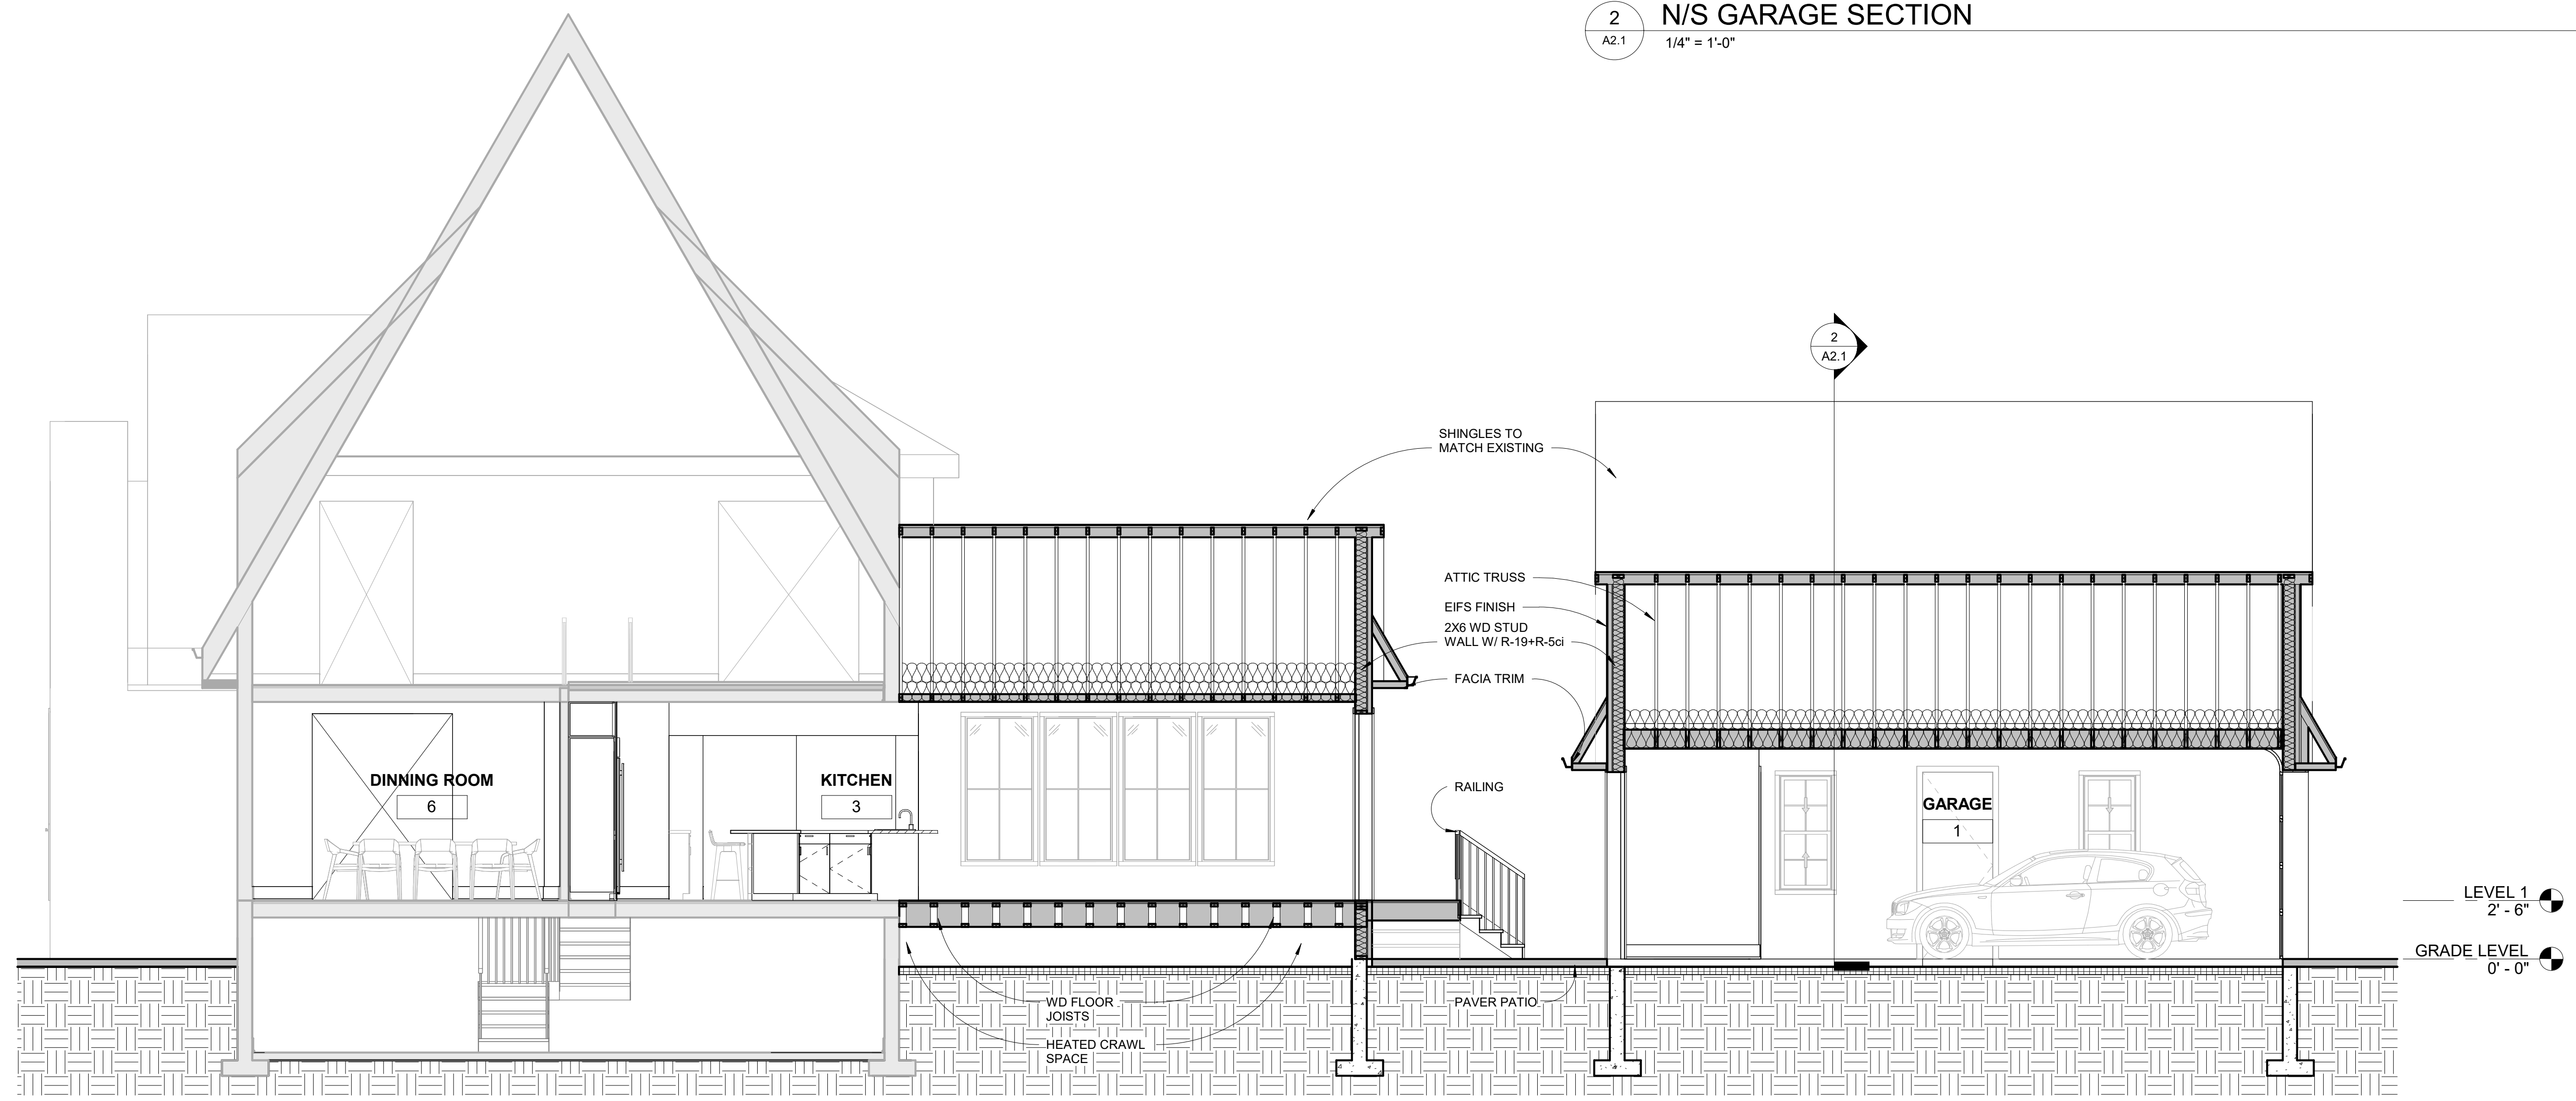 2
A2.1
N/S GARAGE SECTION
1/4" = 1'-0"
2
A2.1
SHINGLES TO
MATCH EXISTING
ATTIC TRUSS
EIFS FINISH
2X6 WD STUD
WALL W/ R-19+R-5ci
FACIA TRIM
DINNING ROOM
6
KITCHEN
3
RAILING
GARAGE
1
LEVEL 1
2' - 6"
GRADE LEVEL
0' - 0"
WD FLOOR
JOISTS
PAVER PATIO
HEATED CRAWL
SPACE